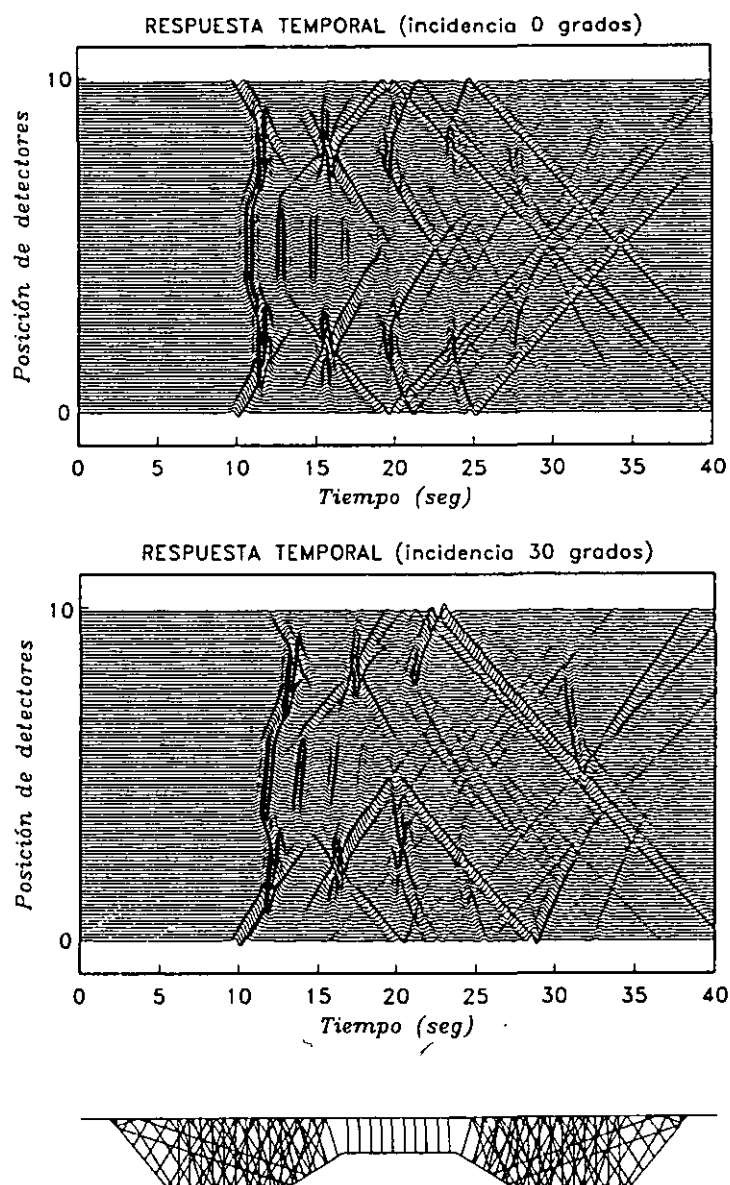 RESPUESTA TEMPORAL (incidencia 0 grados)
10
0
Posición de detectores
0 5 10 15 20 25 30 35 40
Tiempo (seg)
RESPUESTA TEMPORAL (incidencia 30 grados)
10
0
Posición de detectores
0 5 10 15 20 25 30 35 40
Tiempo (seg)